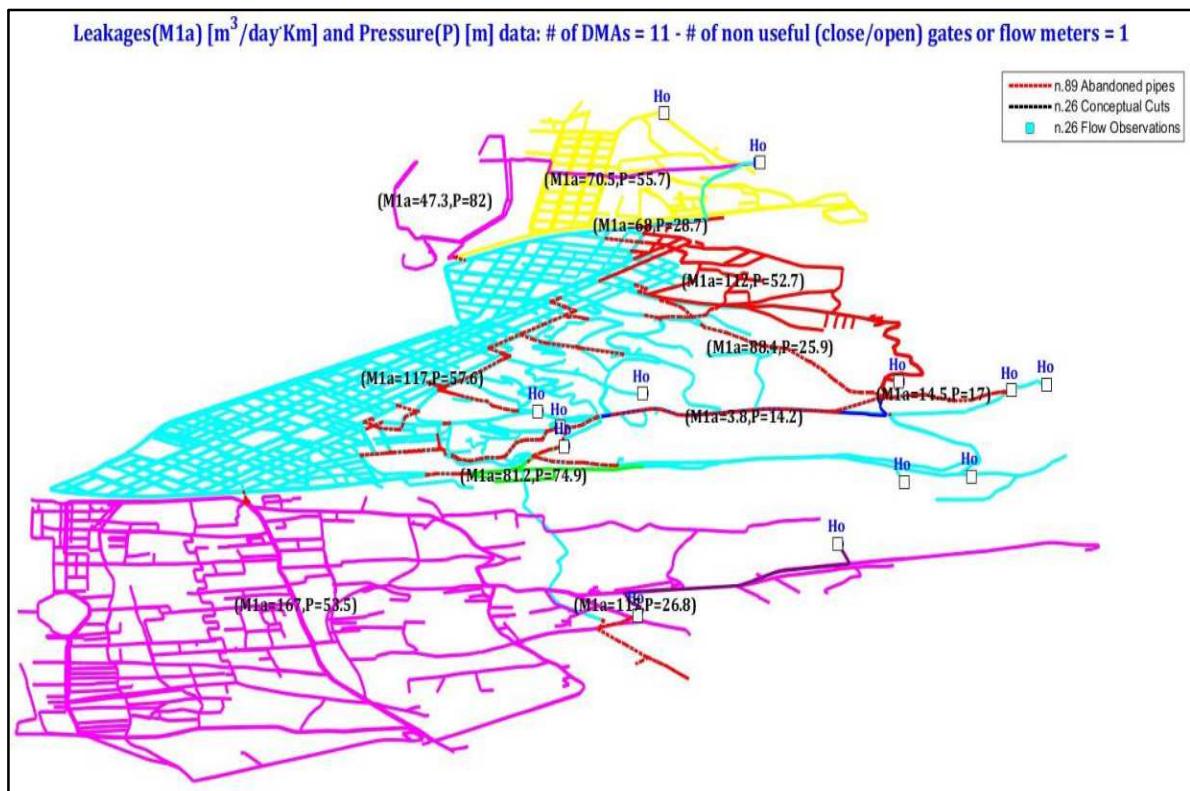 Leakages(M1a) [m³/day·Km] and Pressure(P) [m] data: # of DMAs = 11 - # of non useful (close/open) gates or flow meters = 1
n.89 Abandoned pipes
n.26 Conceptual Cuts
n.26 Flow Observations
Ho
Ho
(M1a=70.5,P=55.7)
(M1a=47.3,P=82)
(M1a=68,P=28.7)
(M1a=112,P=52.7)
(M1a=88.4,P=25.9)
(M1a=117,P=57.6)
Ho
Ho
Ho
(M1a=14.5,P=17)
Ho
Ho
Ho
(M1a=3.8,P=14.2)
Ho
(M1a=81.2,P=74.9)
Ho
Ho
Ho
(M1a=167,P=53.5)
Ho